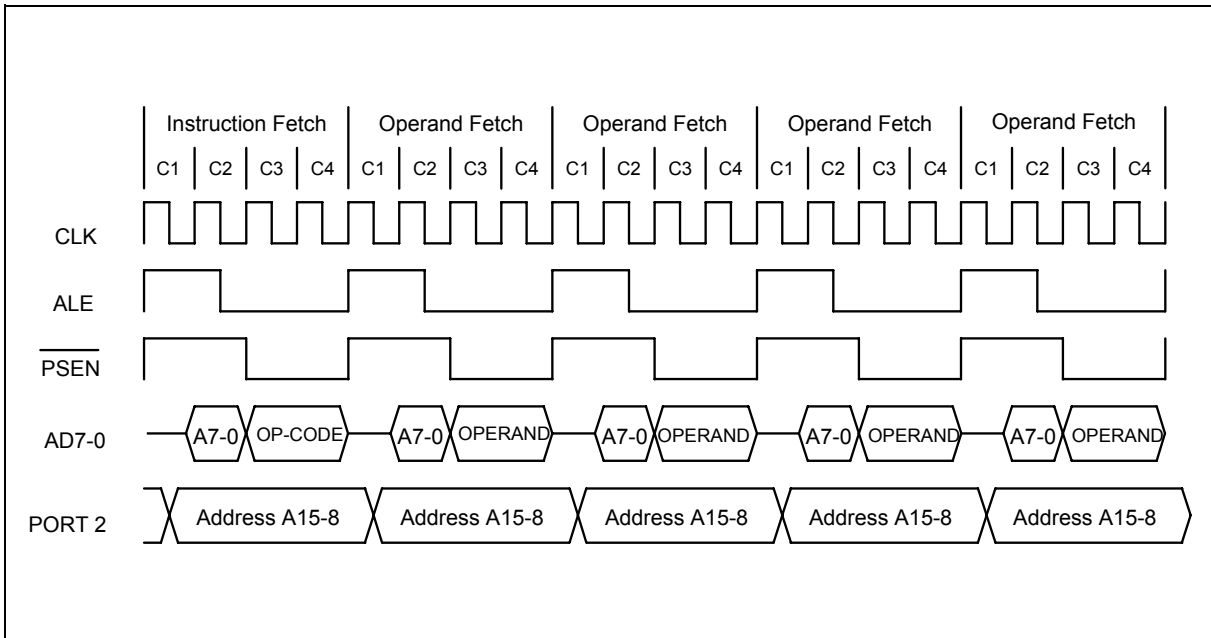 Instruction Fetch Operand Fetch Operand Fetch Operand Fetch Operand Fetch
C1 C2 C3 C4 C1 C2 C3 C4 C1 C2 C3 C4 C1 C2 C3 C4 C1 C2 C3 C4
CLK
ALE
PSEN
AD7-0 A7-0 OP-CODE A7-0 OPERAND A7-0 OPERAND A7-0 OPERAND A7-0 OPERAND
PORT 2 Address A15-8 Address A15-8 Address A15-8 Address A15-8 Address A15-8